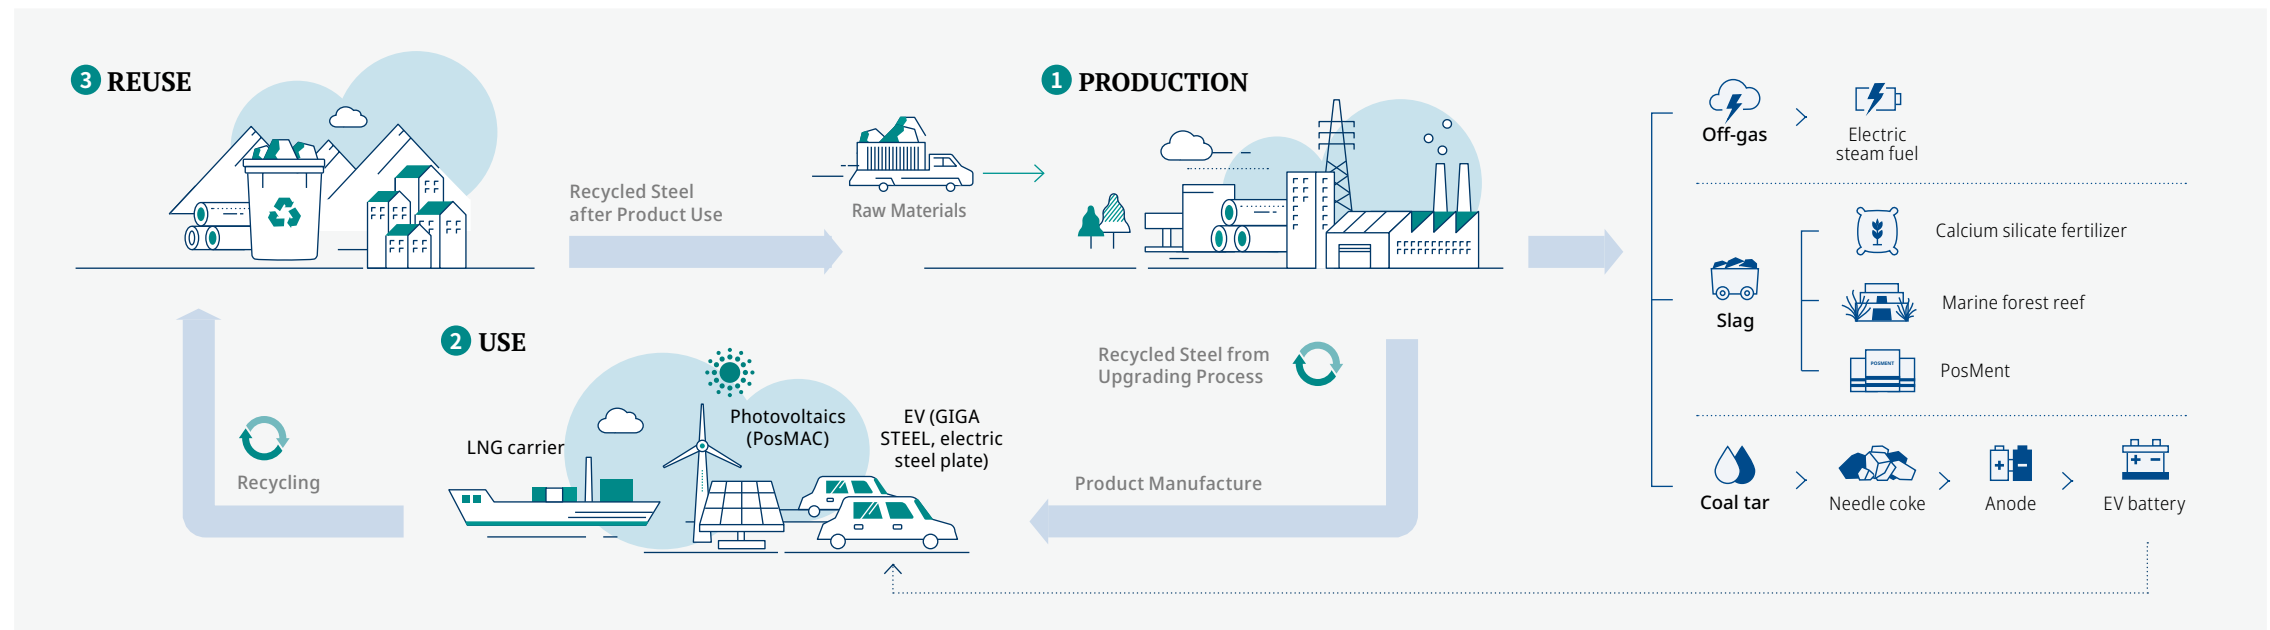 3 REUSE
Recycled Steel
after Product Use
Raw Materials
1 PRODUCTION
Off-gas
Electric
steam fuel
Slag
Calcium silicate fertilizer
Marine forest reef
POSMENT
PosMent
Coal tar
Needle coke
Anode
EV battery
Recycled Steel from
Upgrading Process
Product Manufacture
2 USE
LNG carrier
Photovoltaics
(PosMAC)
EV (GIGA
STEEL, electric
steel plate)
Recycling